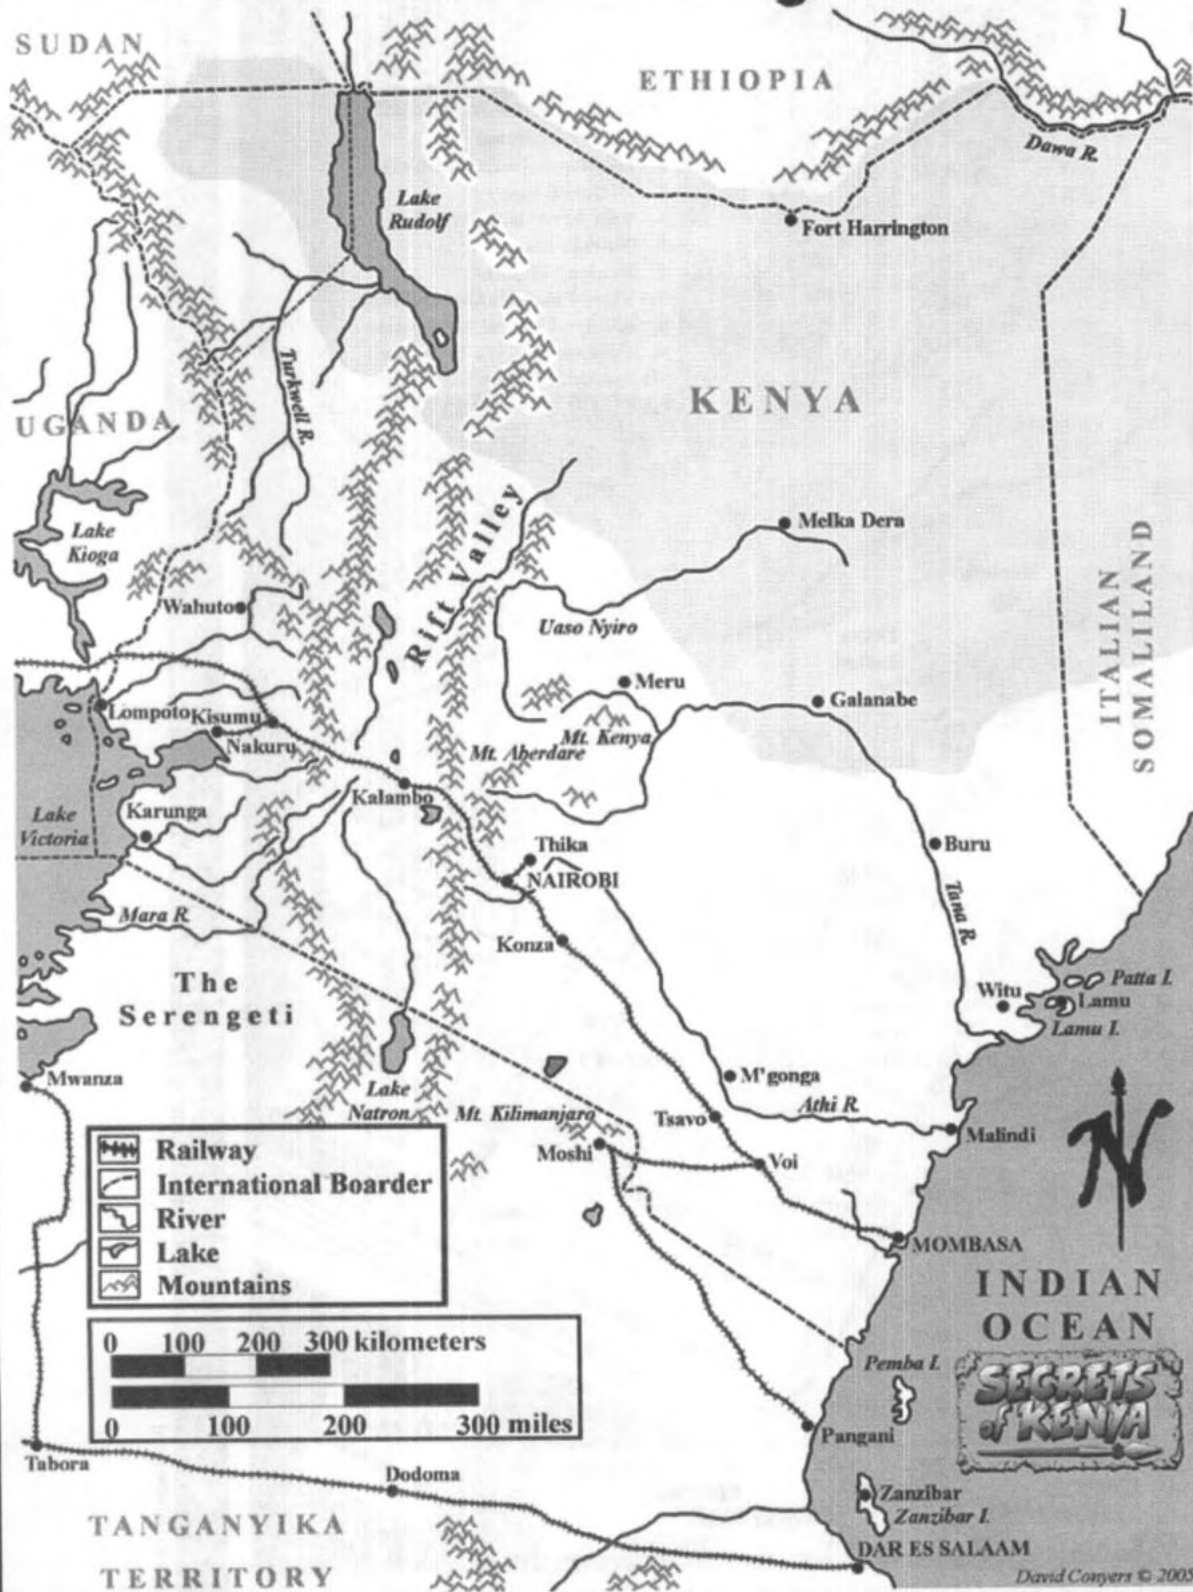 SUDAN
ETHIOPIA
Dawa R.
Lake
Rudolf
Fort Harrington
Turkwell R.
KENYA
UGANDA
Lake
Kioga
Rift Valley
Melka Dera
ITALIAN
SOMALILAND
Wahuto
Uaso Nyiro
Meru
Galanabe
Lompoto
Kisumu
Nakuru
Mt. Kenya
Mt. Aberdare
Kalambo
Karunga
Lake
Victoria
Thika
NAIROBI
Buru
Tana R.
Mara R.
Konza
The
Serengeti
Witu
Patta I.
Lamu
Lamu I.
Mwanza
Lake
Natron
Mt. Kilimanjaro
M'gonga
Tsavo
Athi R.
Malindi
Moshi
Voi
N
MOMBASA
Railway
International Boarder
River
Lake
Mountains
INDIAN
OCEAN
0 100 200 300 kilometers
0 100 200 300 miles
Pemba I.
SECRETS
of KENYA
Pangani
Tabora
Dodoma
Zanzibar
Zanzibar I.
TANGANYIKA
TERRITORY
DAR ES SALAAM
David Conyers © 2005